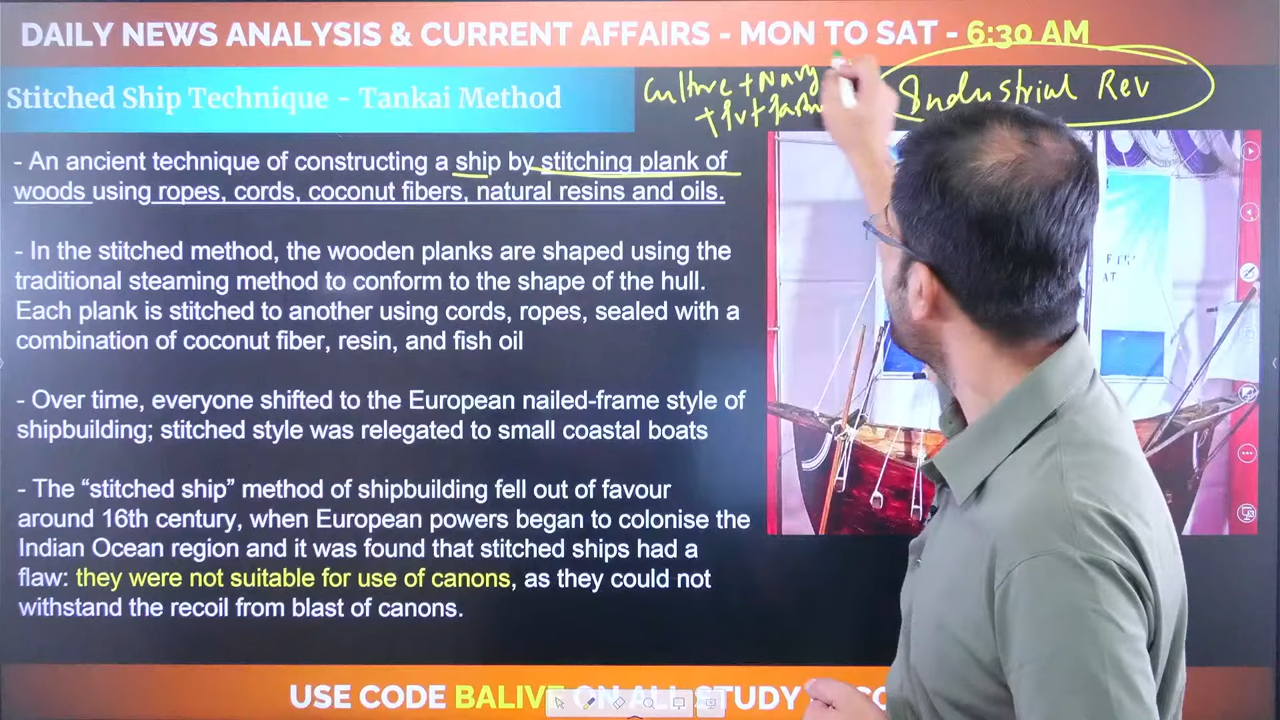 DAILY NEWS ANALYSIS & CURRENT AFFAIRS - MON TO SAT - 6:30 AM
Stitched Ship Technique - Tankai Method
Culture + Navy
+
Industrial Rev
- An ancient technique of constructing a ship by stitching plank of
woods using ropes, cords, coconut fibers, natural resins and oils.
- In the stitched method, the wooden planks are shaped using the
traditional steaming method to conform to the shape of the hull.
Each plank is stitched to another using cords, ropes, sealed with a
combination of coconut fiber, resin, and fish oil
- Over time, everyone shifted to the European nailed-frame style of
shipbuilding; stitched style was relegated to small coastal boats
- The “stitched ship” method of shipbuilding fell out of favour
around 16th century, when European powers began to colonise the
Indian Ocean region and it was found that stitched ships had a
flaw: they were not suitable for use of canons, as they could not
withstand the recoil from blast of canons.
USE CODE BALIVE ON ALL STUDY